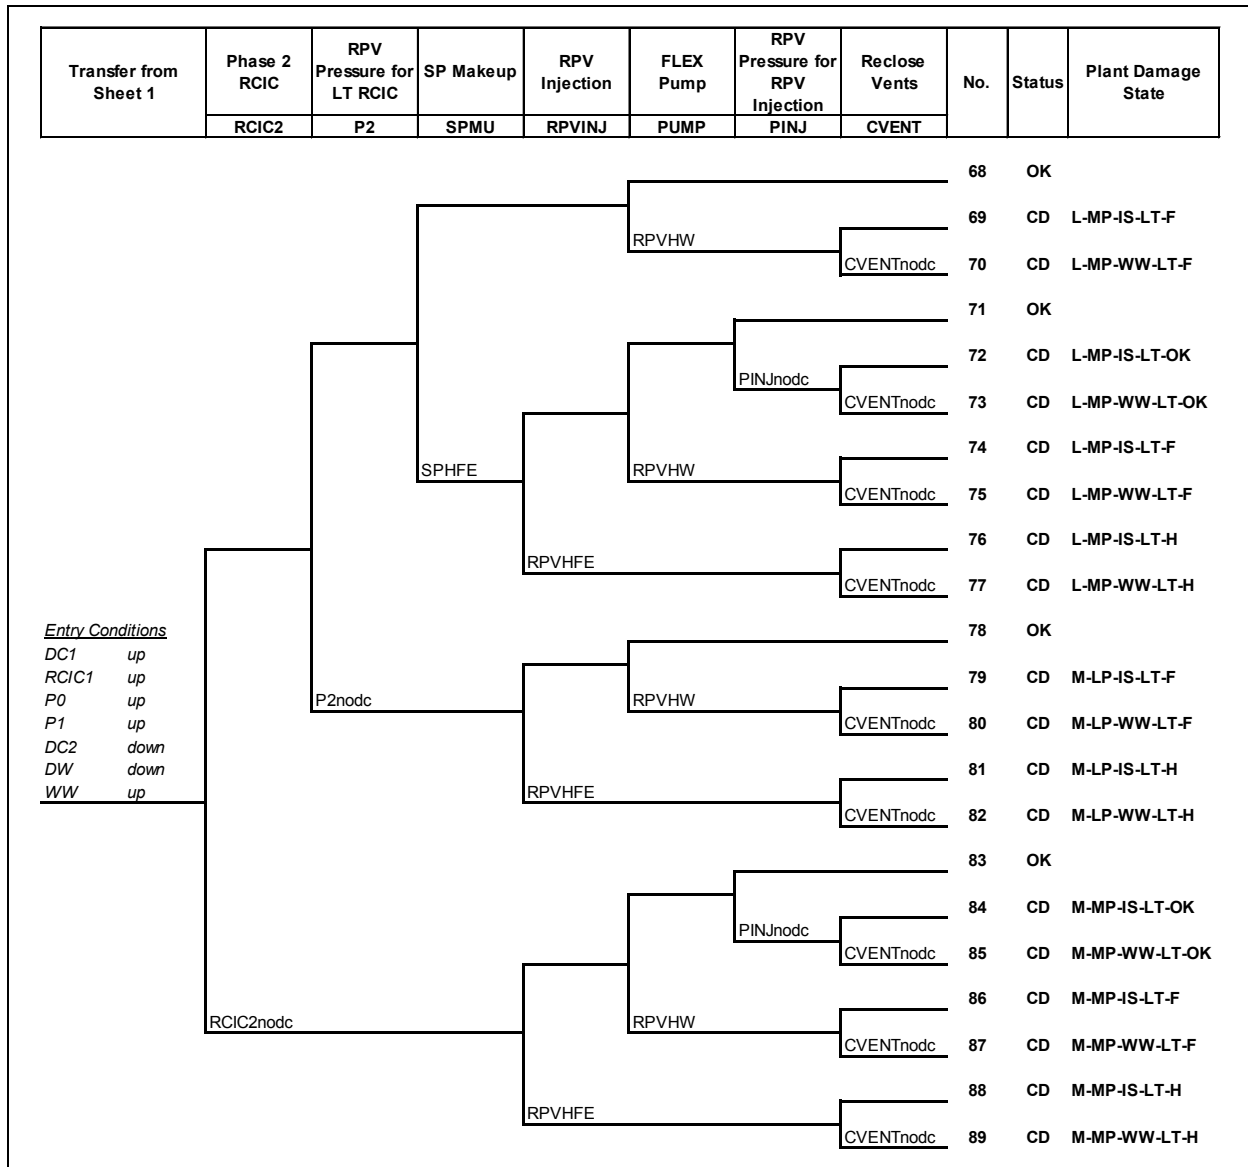 Transfer from Sheet 1
Phase 2 RCIC
RPV Pressure for LT RCIC
SP Makeup
RPV Injection
FLEX Pump
RPV Pressure for RPV Injection
Reclose Vents
No.
Status
Plant Damage State
RCIC2 P2 SPMU RPVINJ PUMP PINJ CVENT
68 OK
69 CD L-MP-IS-LT-F
RPVHW
CVENTnodc 70 CD L-MP-WW-LT-F
71 OK
72 CD L-MP-IS-LT-OK
PINJnodc
CVENTnodc 73 CD L-MP-WW-LT-OK
74 CD L-MP-IS-LT-F
SPHFE RPVHW
CVENTnodc 75 CD L-MP-WW-LT-F
76 CD L-MP-IS-LT-H
RPVHFE
CVENTnodc 77 CD L-MP-WW-LT-H
Entry Conditions
DC1 up
RCIC1 up
P0 up
P1 up
DC2 down
DW down
WW up
78 OK
79 CD M-LP-IS-LT-F
P2nodc RPVHW
CVENTnodc 80 CD M-LP-WW-LT-F
81 CD M-LP-IS-LT-H
RPVHFE
CVENTnodc 82 CD M-LP-WW-LT-H
83 OK
84 CD M-MP-IS-LT-OK
PINJnodc
CVENTnodc 85 CD M-MP-WW-LT-OK
86 CD M-MP-IS-LT-F
RCIC2nodc RPVHW
CVENTnodc 87 CD M-MP-WW-LT-F
88 CD M-MP-IS-LT-H
RPVHFE
CVENTnodc 89 CD M-MP-WW-LT-H